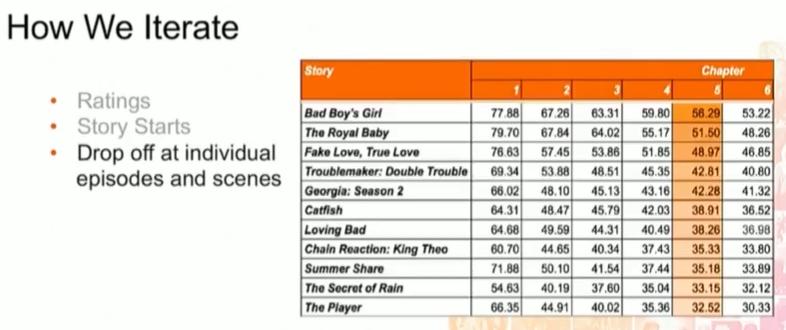 How We Iterate
• Ratings
• Story Starts
• Drop off at individual
episodes and scenes
Story Chapter
1 2 3 4 5 6
Bad Boy's Girl 77.88 67.26 63.31 59.80 56.29 53.22
The Royal Baby 79.70 67.84 64.02 55.17 51.50 48.26
Fake Love, True Love 76.63 57.45 53.86 51.85 48.97 46.85
Troublemaker: Double Trouble 69.34 53.88 48.51 45.35 42.81 40.80
Georgia: Season 2 66.02 48.10 45.13 43.16 42.28 41.32
Catfish 64.31 48.47 45.79 42.03 38.91 36.52
Loving Bad 64.68 49.59 44.31 40.49 38.26 36.98
Chain Reaction: King Theo 60.70 44.65 40.34 37.43 35.33 33.80
Summer Share 71.88 50.10 41.54 37.44 35.18 33.89
The Secret of Rain 54.63 40.19 37.60 35.04 33.15 32.12
The Player 66.35 44.91 40.02 35.36 32.52 30.33